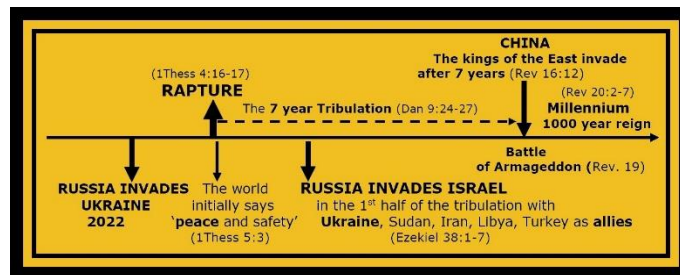 CHINA
The kings of the East invade
after 7 years (Rev 16:12)
(1Thess 4:16-17)
RAPTURE
(Rev 20:2-7)
The 7 year Tribulation (Dan 9:24-27)
Millennium
1000 year reign
Battle
of Armageddon (Rev. 19)
RUSSIA INVADES
UKRAINE
2022
The world
initially says
‘peace and safety’
(1Thess 5:3)
RUSSIA INVADES ISRAEL
in the 1st half of the tribulation with
Ukraine, Sudan, Iran, Libya, Turkey as allies
(Ezekiel 38:1-7)